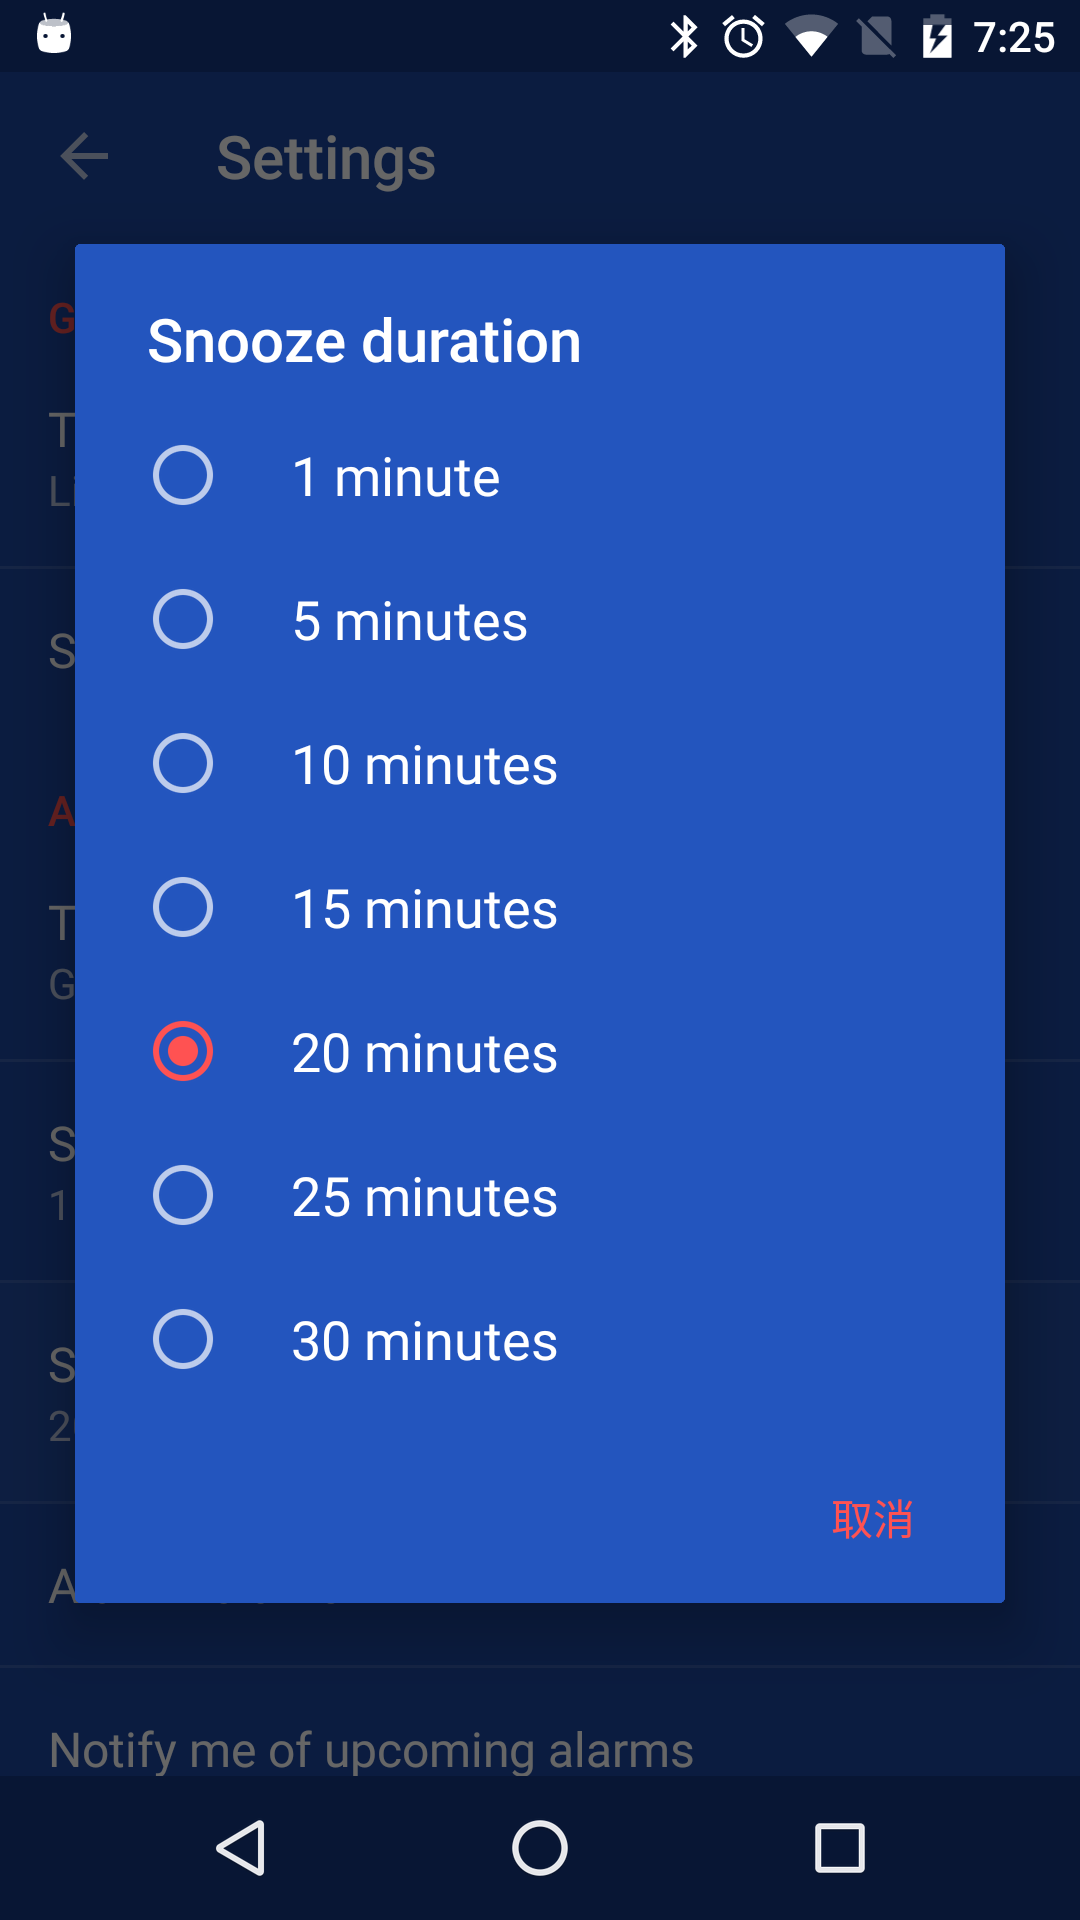 7:25
Settings
Snooze duration
1 minute
5 minutes
10 minutes
15 minutes
20 minutes
25 minutes
30 minutes
取消
Notify me of upcoming alarms